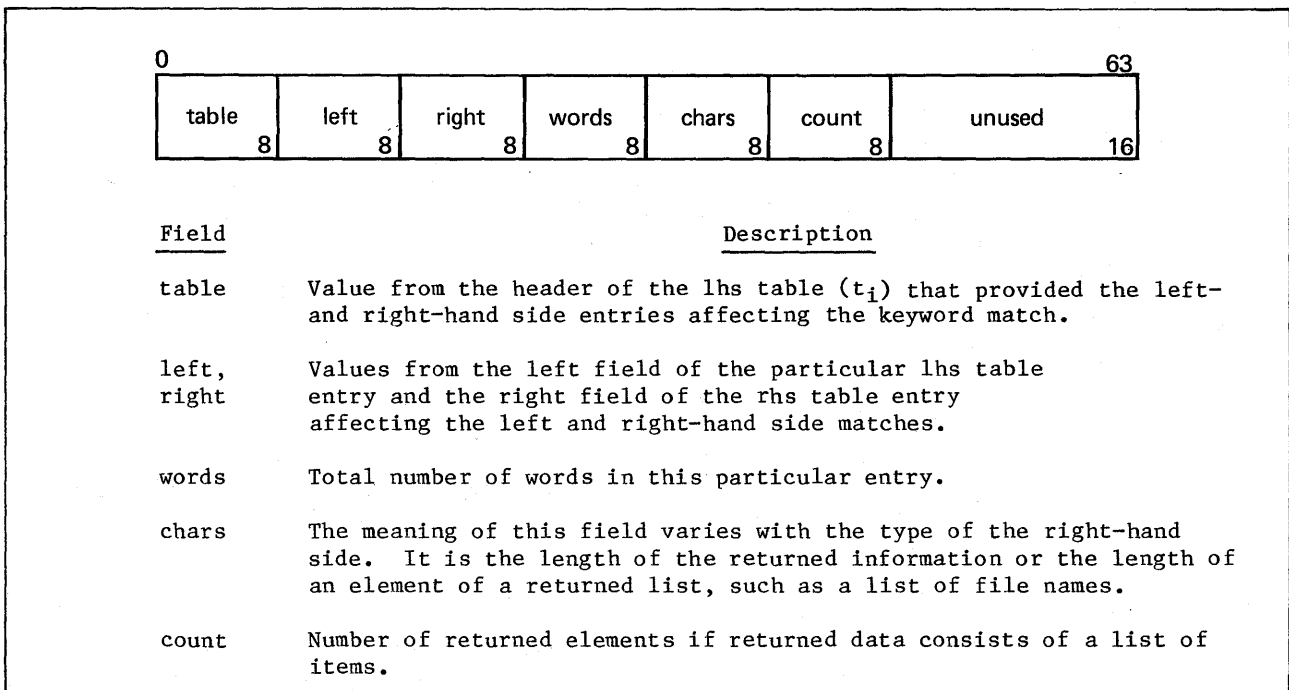 0 63
table left right words chars count unused
8 8 8 8 8 8 16
Field Description
table Value from the header of the lhs table (ti) that provided the left-
and right-hand side entries affecting the keyword match.
left, Values from the left field of the particular lhs table
right entry and the right field of the rhs table entry
affecting the left and right-hand side matches.
words Total number of words in this particular entry.
chars The meaning of this field varies with the type of the right-hand
side. It is the length of the returned information or the length of
an element of a returned list, such as a list of file names.
count Number of returned elements if returned data consists of a list of
items.